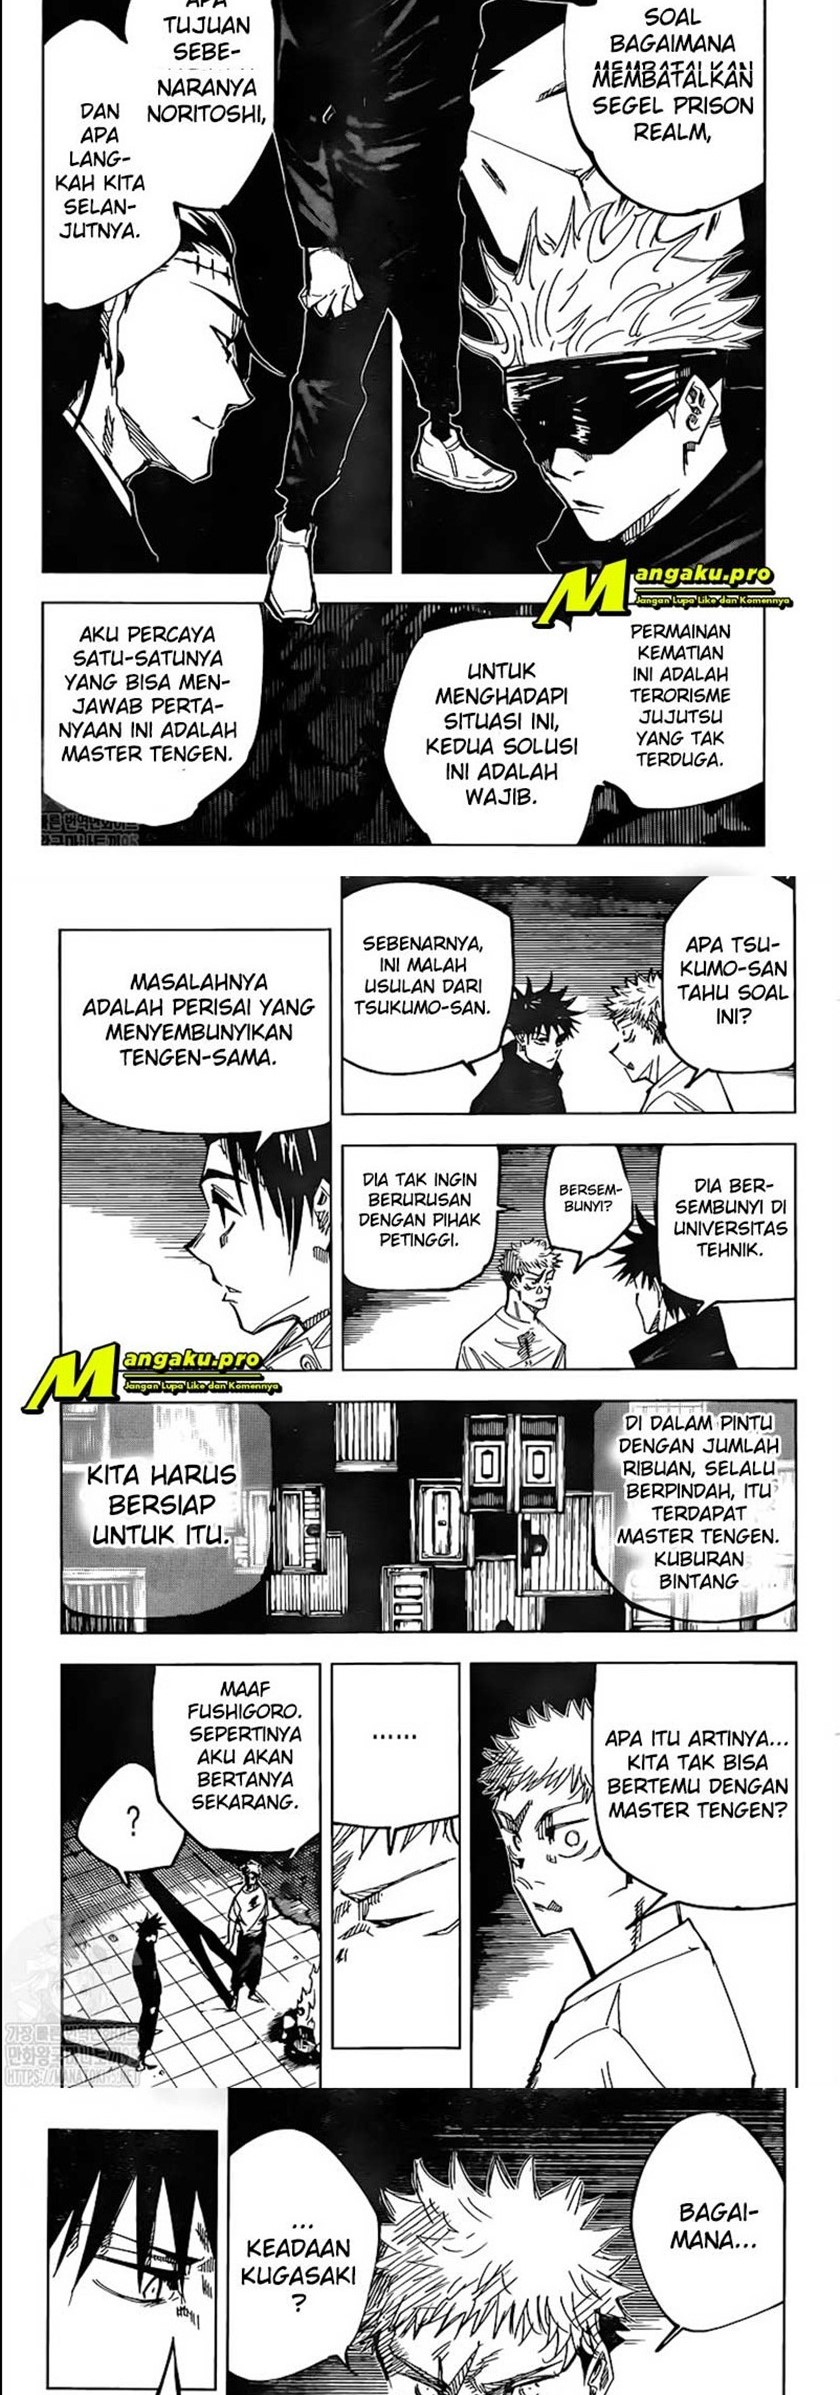 SOAL
BAGAIMANA
MEMBATALKAN
SEGEL PRISON
REALM,
APA
TUJUAN
SEBE-
NARANYA
NORITOSHI,
DAN
APA
LANG-
KAH KITA
SELAN-
JUTNYA.
Mangaku.pro
Jangan Lupa Like dan Komennya
PERMAINAN
KEMATIAN
INI ADALAH
TERORISME
JUJUTSU
YANG TAK
TERDUGA.
UNTUK
MENGHADAPI
SITUASI INI,
KEDUA SOLUSI
INI ADALAH
WAJIB.
AKU PERCAYA
SATU-SATUNYA
YANG BISA MEN-
JAWAB PERTA-
NYAAN INI ADALAH
MASTER TENGEN.
APA TSU-
KUMO-SAN
TAHU SOAL
INI?
SEBENARNYA,
INI MALAH
USULAN DARI
TSUKUMO-SAN.
MASALAHNYA
ADALAH PERISAI YANG
MENYEMBUNYIKAN
TENGEN-SAMA.
DIA BER-
SEMBUNYI DI
UNIVERSITAS
TEHNIK.
BERSEM-
BUNYI?
DIA TAK INGIN
BERURUSAN
DENGAN PIHAK
PETINGGI.
Mangaku.pro
Jangan Lupa Like dan Komennya
DI DALAM PINTU
DENGAN JUMLAH
RIBUAN, SELALU
BERPINDAH, ITU
TERDAPAT
MASTER TENGEN.
KUBURAN
BINTANG
KITA HARUS
BERSIAP
UNTUK ITU.
APA ITU ARTINYA...
KITA TAK BISA
BERTEMU DENGAN
MASTER TENGEN?
......
MAAF
FUSHIGORO.
SEPERTINYA
AKU AKAN
BERTANYA
SEKARANG.
?
BAGAI-
MANA...
...
KEADAAN
KUGASAKI
?